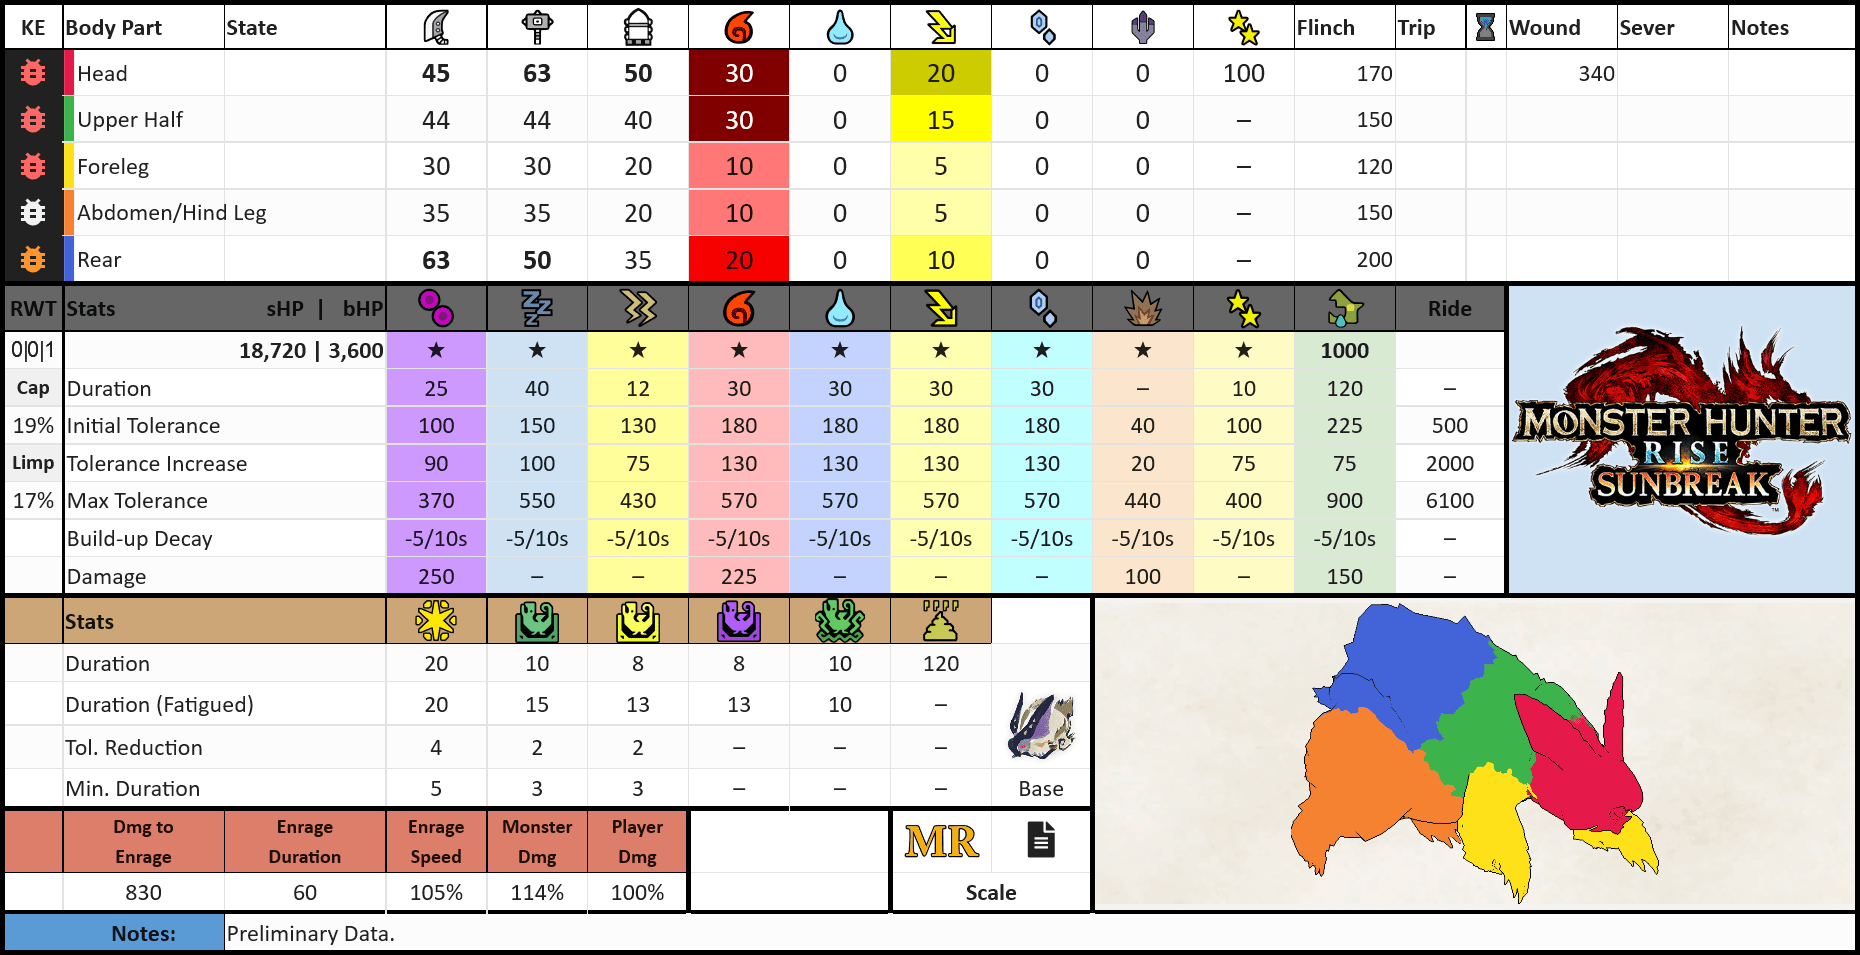 KE Body Part State Flinch Trip Wound Sever Notes
Head 45 63 50 30 0 20 0 0 100 170 340
Upper Half 44 44 40 30 0 15 0 0 – 150
Foreleg 30 30 20 10 0 5 0 0 – 120
Abdomen/Hind Leg 35 35 20 10 0 5 0 0 – 150
Rear 63 50 35 20 0 10 0 0 – 200
RWT Stats sHP | bHP Ride
0|0|1 18,720 | 3,600 ★ ★ ★ ★ ★ ★ ★ ★ ★ 1000
Cap Duration 25 40 12 30 30 30 30 – 10 120 –
19% Initial Tolerance 100 150 130 180 180 180 180 40 100 225 500
Limp Tolerance Increase 90 100 75 130 130 130 130 20 75 75 2000
17% Max Tolerance 370 550 430 570 570 570 570 440 400 900 6100
Build-up Decay -5/10s -5/10s -5/10s -5/10s -5/10s -5/10s -5/10s -5/10s -5/10s -5/10s –
Damage 250 – – 225 – – – 100 – 150 –
MONSTER HUNTER
RISE
SUNBREAK™
Stats
Duration 20 10 8 8 10 120
Duration (Fatigued) 20 15 13 13 10 –
Tol. Reduction 4 2 2 – – –
Min. Duration 5 3 3 – – – Base
Dmg to Enrage Enrage Duration Enrage Speed Monster Dmg Player Dmg MR
830 60 105% 114% 100% Scale
Notes: Preliminary Data.